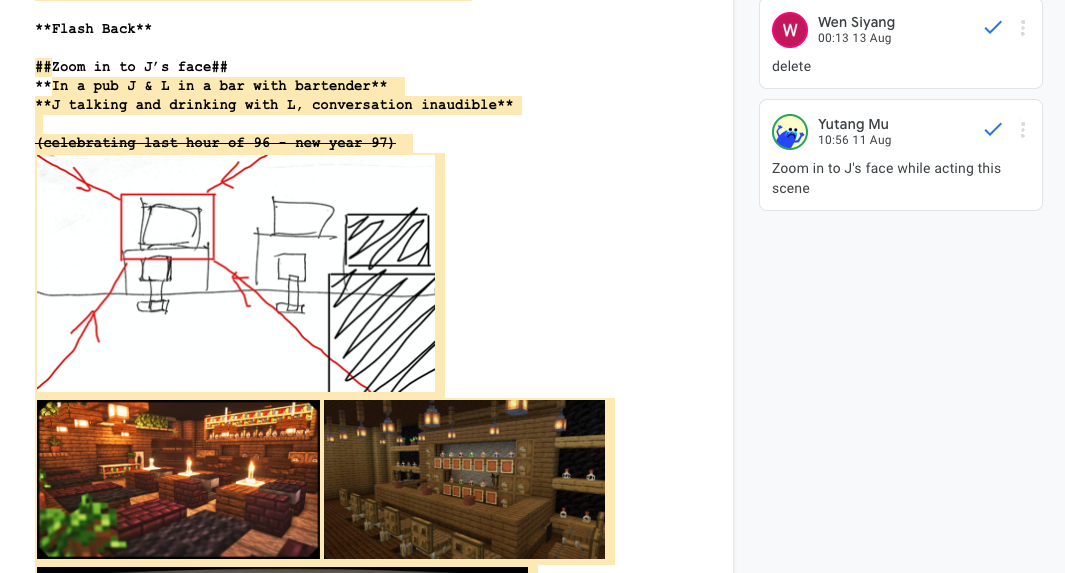 **Flash Back**
##Zoom in to J’s face##
**In a pub J & L in a bar with bartender**
**J talking and drinking with L, conversation inaudible**
(celebrating last hour of 96 – new year 97)
W
Wen Siyang
00:13 13 Aug
delete
Yutang Mu
10:56 11 Aug
Zoom in to J's face while acting this
scene